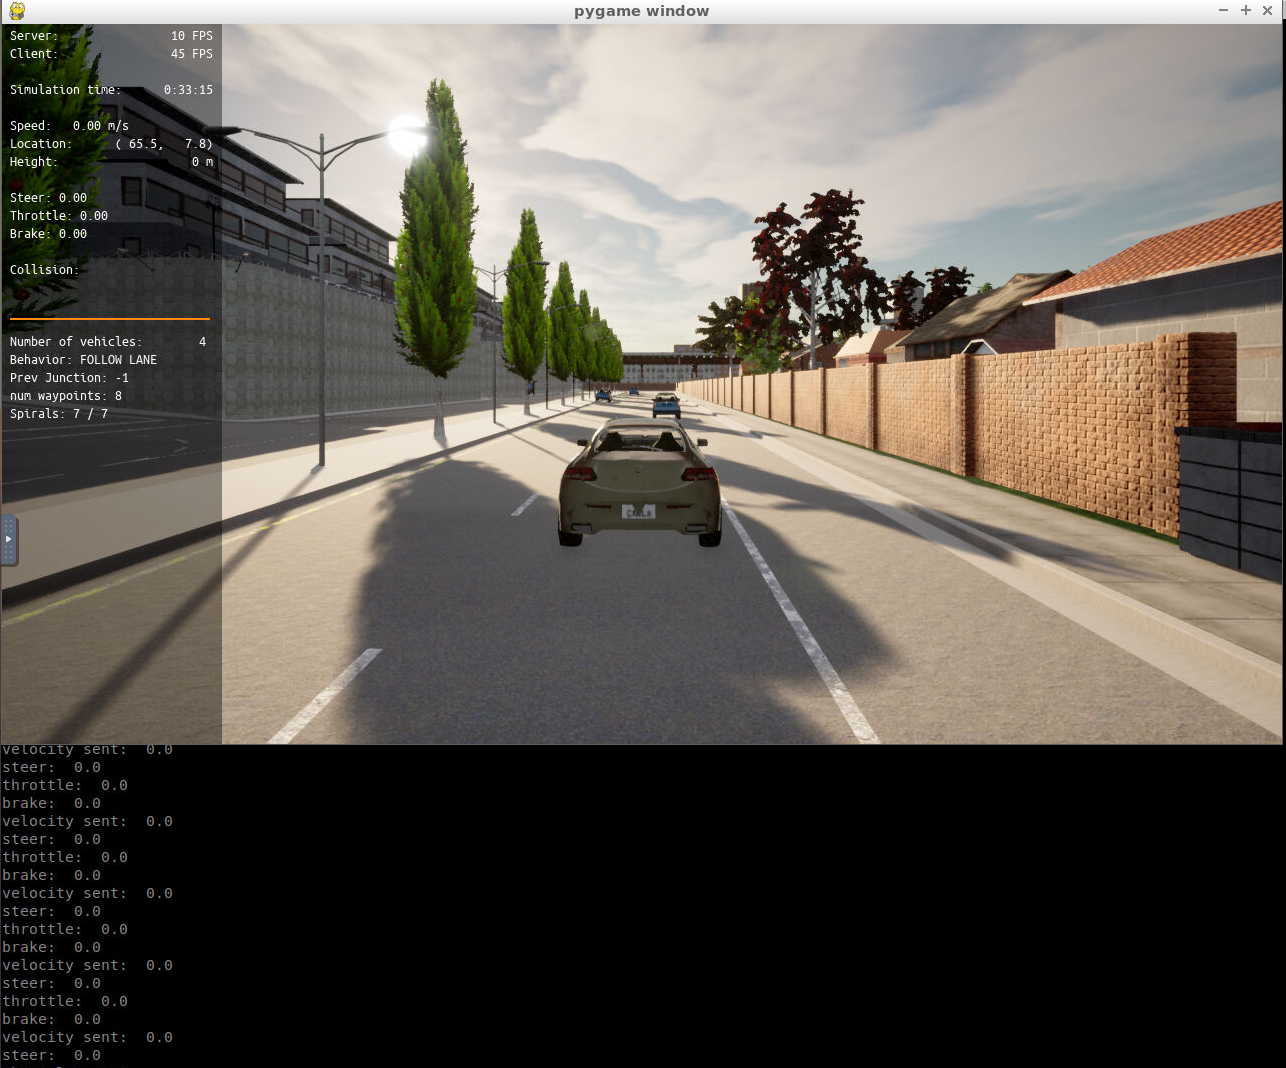 pygame window
Server: 10 FPS
Client: 45 FPS
Simulation time: 0:33:15
Speed: 0.00 m/s
Location: ( 65.5, 7.8)
Height: 0 m
Steer: 0.00
Throttle: 0.00
Brake: 0.00
Collision:
Number of vehicles: 4
Behavior: FOLLOW LANE
Prev Junction: -1
num waypoints: 8
Spirals: 7 / 7
velocity sent: 0.0
steer: 0.0
throttle: 0.0
brake: 0.0
velocity sent: 0.0
steer: 0.0
throttle: 0.0
brake: 0.0
velocity sent: 0.0
steer: 0.0
throttle: 0.0
brake: 0.0
velocity sent: 0.0
steer: 0.0
throttle: 0.0
brake: 0.0
velocity sent: 0.0
steer: 0.0